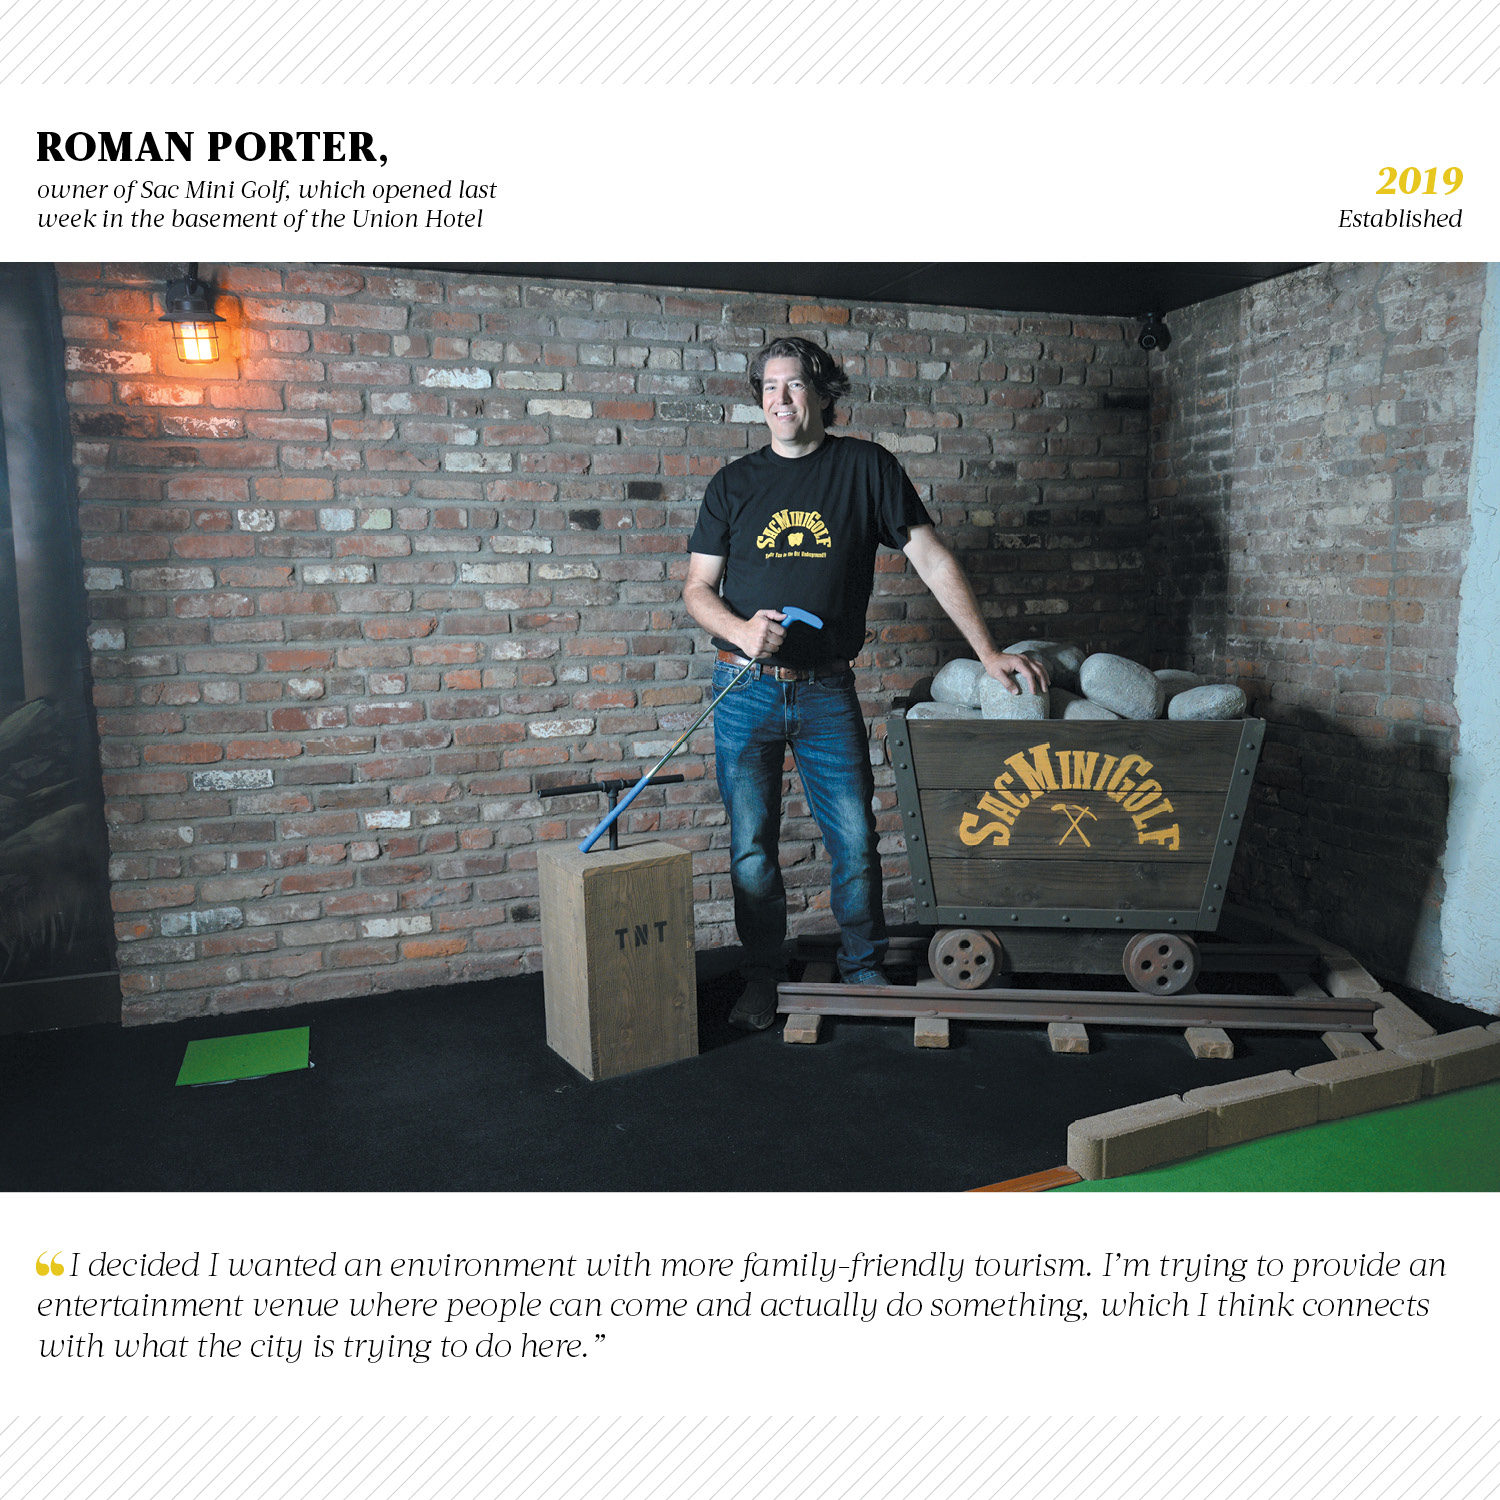 ROMAN PORTER,
owner of Sac Mini Golf, which opened last
week in the basement of the Union Hotel
2019
Established
SACMINIGOLF
TNT
SACMINIGOLF
“I decided I wanted an environment with more family-friendly tourism. I’m trying to provide an
entertainment venue where people can come and actually do something, which I think connects
with what the city is trying to do here.”